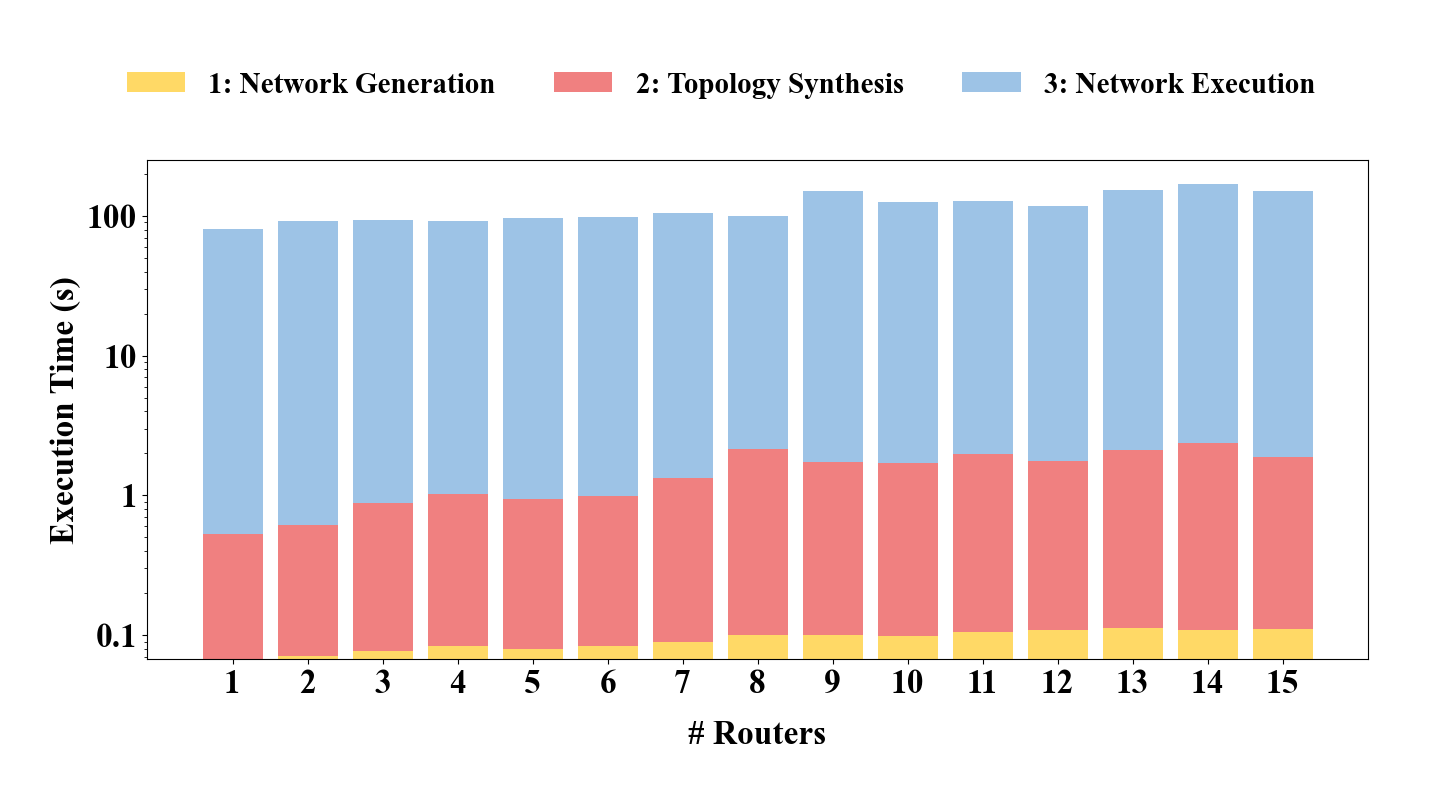 1: Network Generation 2: Topology Synthesis 3: Network Execution
100
10
1
0.1
Execution Time (s)
1 2 3 4 5 6 7 8 9 10 11 12 13 14 15
# Routers